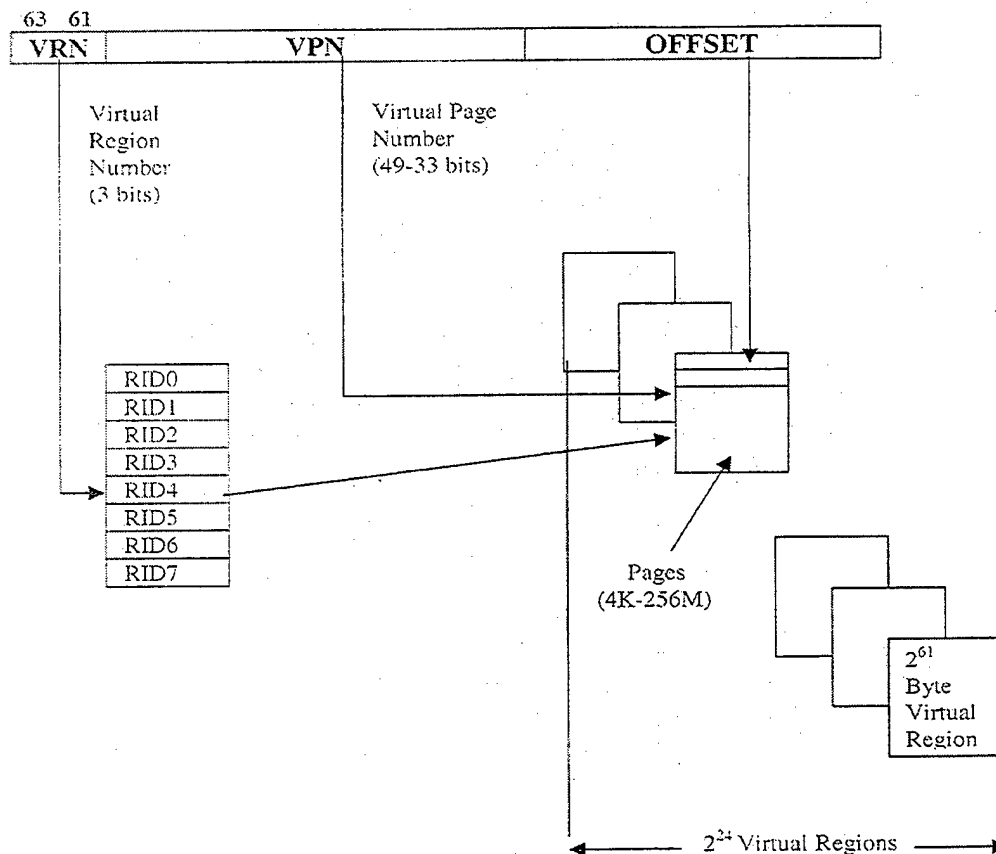 63 61
VRN VPN OFFSET
Virtual
Region
Number
(3 bits)
Virtual Page
Number
(49-33 bits)
RID0
RID1
RID2
RID3
RID4
RID5
RID6
RID7
Pages
(4K-256M)
2^61
Byte
Virtual
Region
2^24 Virtual Regions